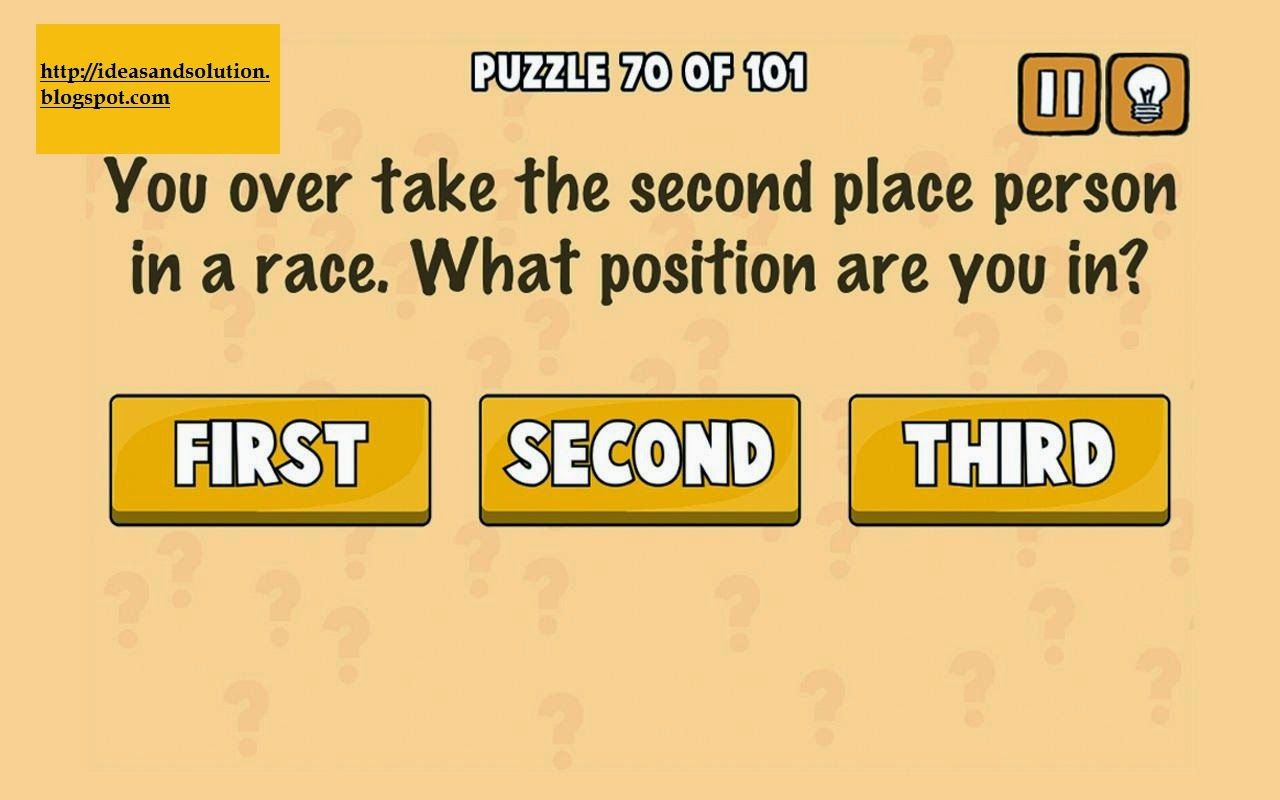 http://ideasandsolution.
blogspot.com
PUZZLE 70 OF 101
You over take the second place person
in a race. What position are you in?
FIRST SECOND THIRD